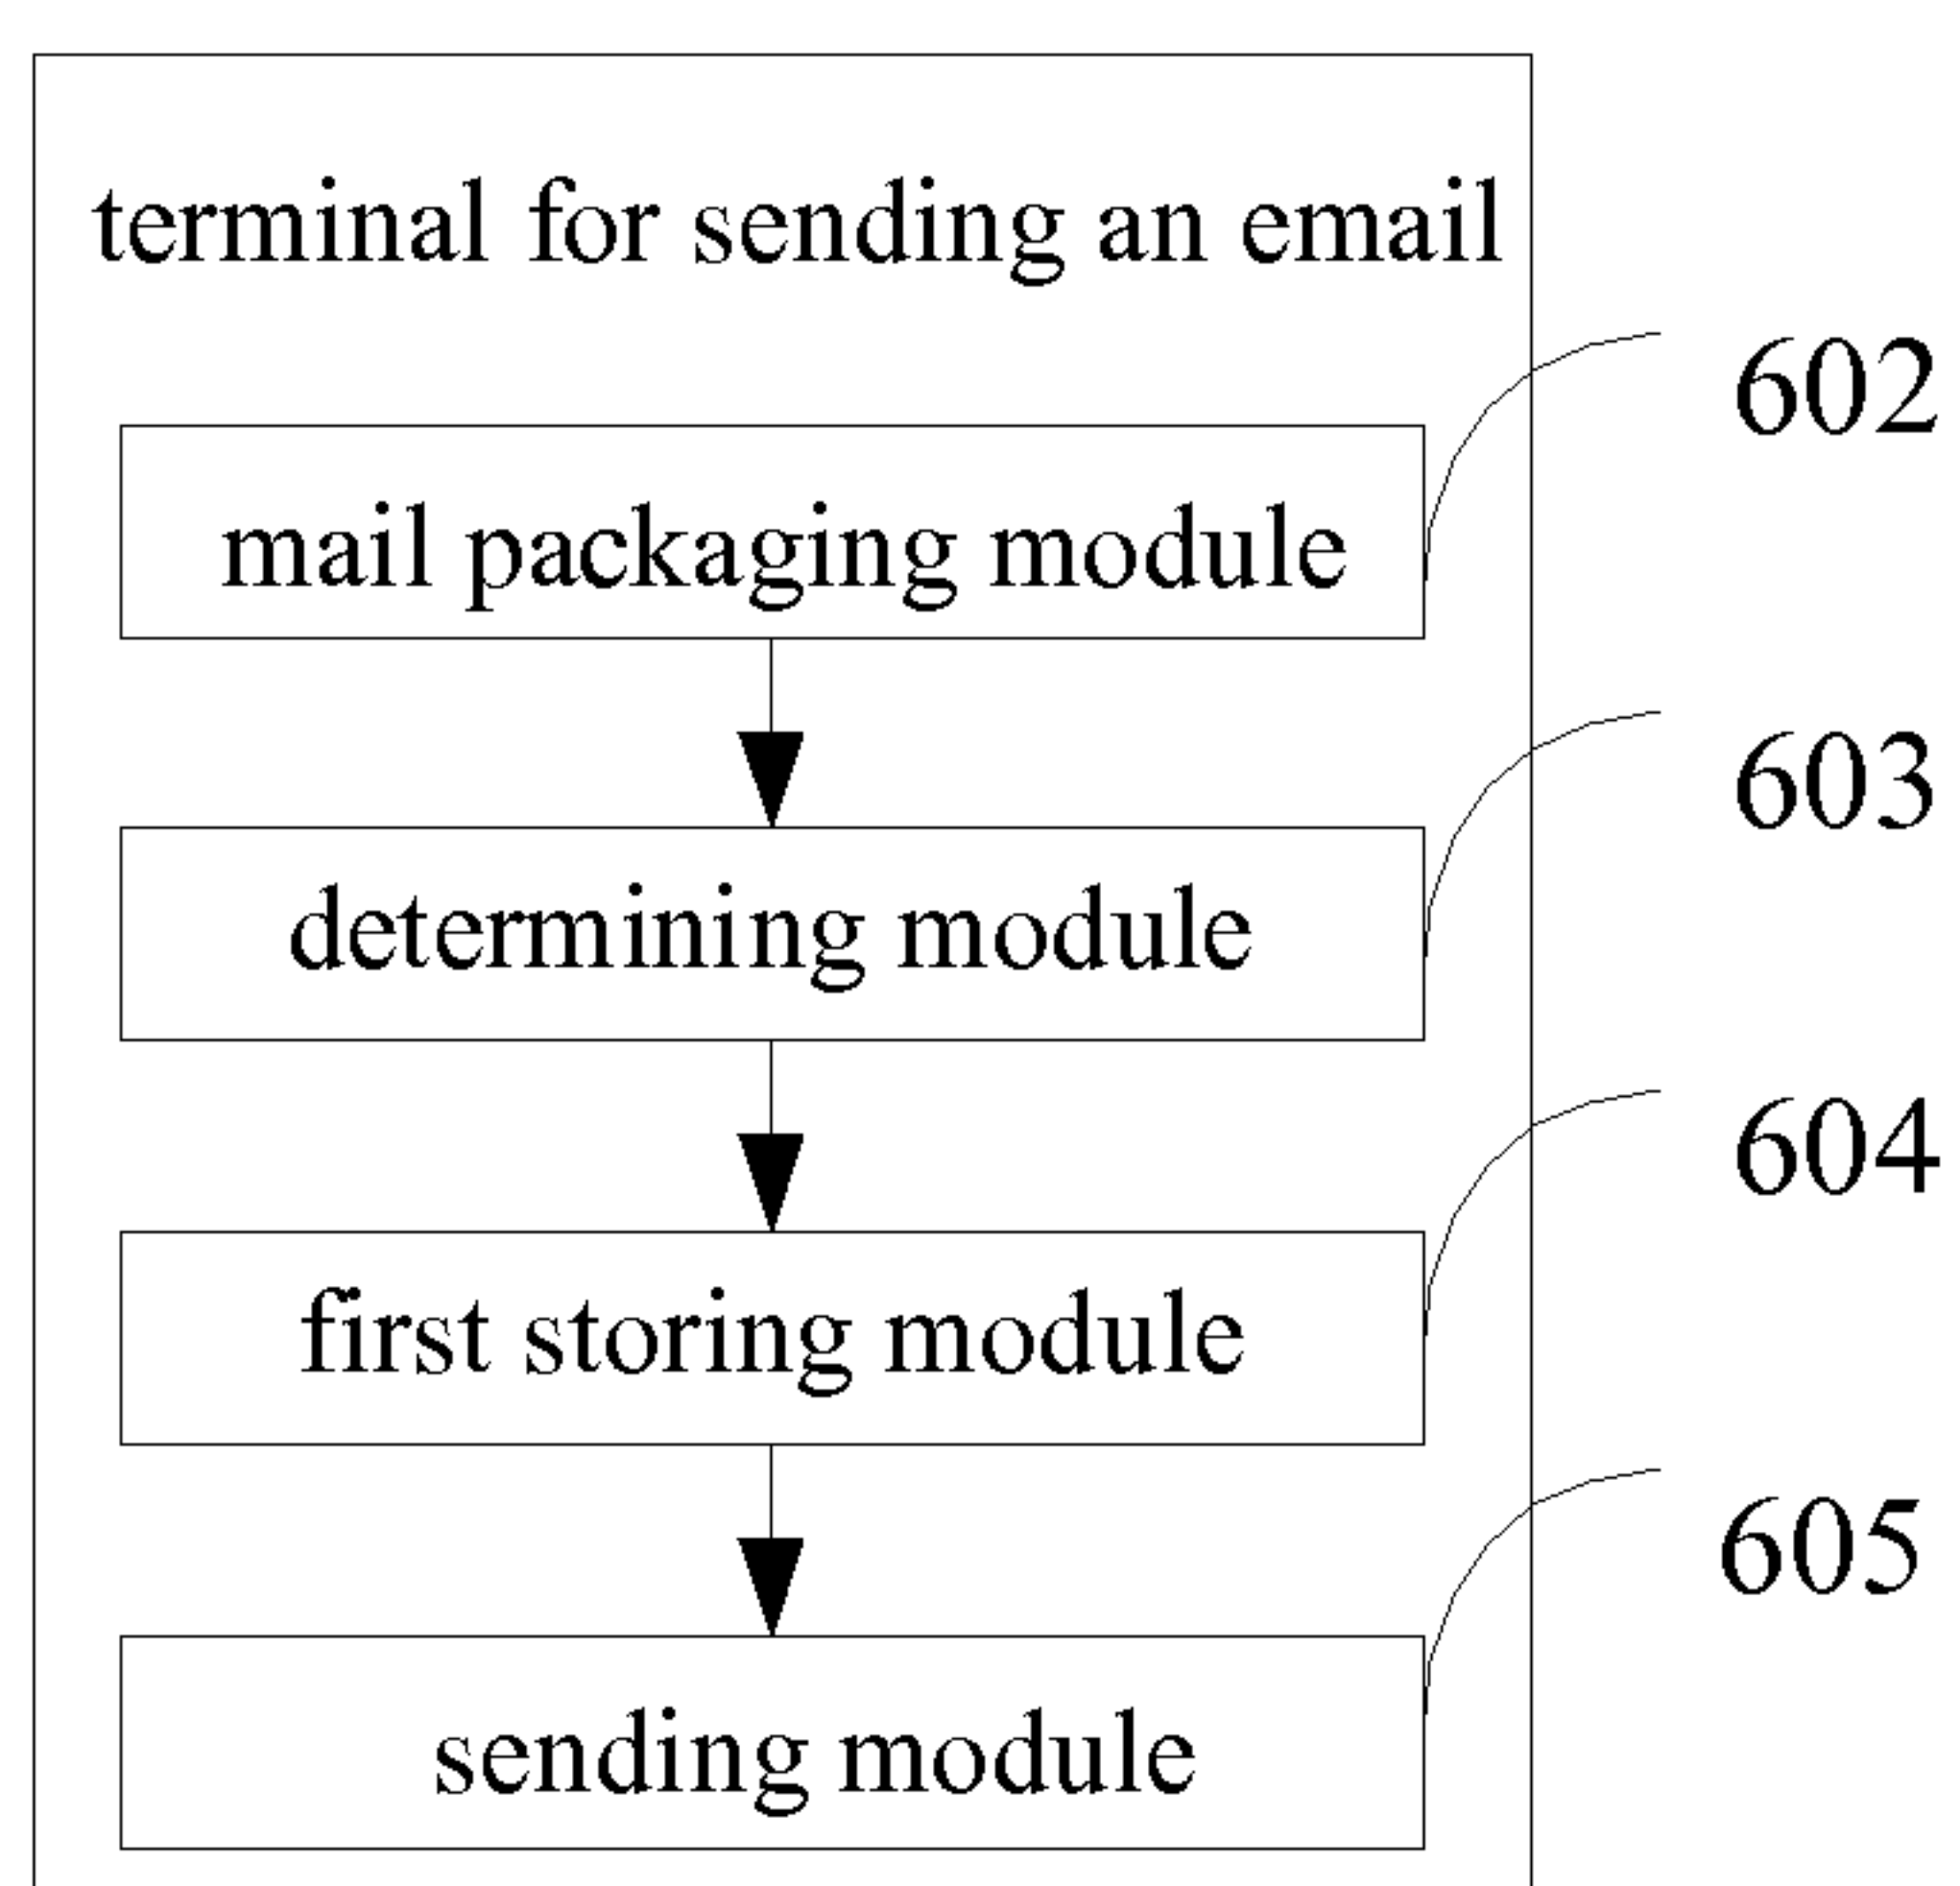 terminal for sending an email
602
mail packaging module
603
determining module
604
first storing module
605
sending module